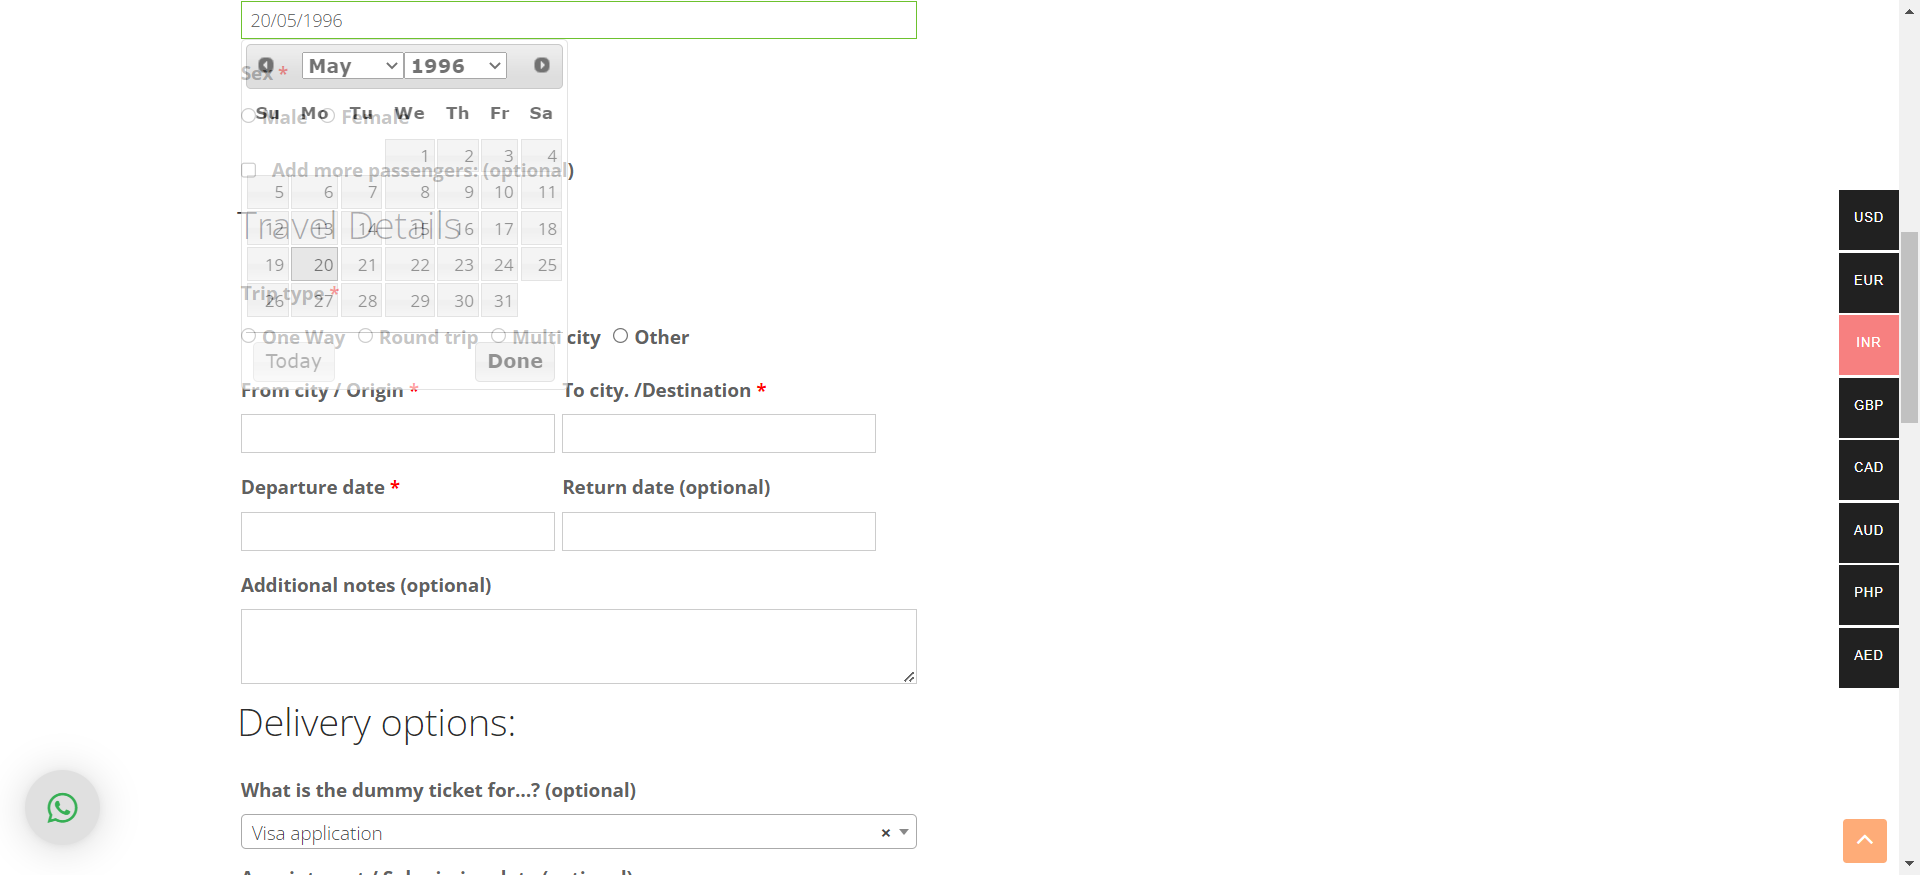 20/05/1996
May 1996
Sex *
Su Mo Tu We Th Fr Sa
Male Female
1 2 3 4
Add more passengers: (optional)
5 6 7 8 9 10 11
Travel Details
12 13 14 15 16 17 18
19 20 21 22 23 24 25
Trip type *
26 27 28 29 30 31
One Way Round trip Multi city Other
Today Done
From city / Origin * To city. /Destination *
Departure date * Return date (optional)
Additional notes (optional)
Delivery options:
What is the dummy ticket for...? (optional)
Visa application × 
Appointment / Submission date (optional)
USD
EUR
INR
GBP
CAD
AUD
PHP
AED